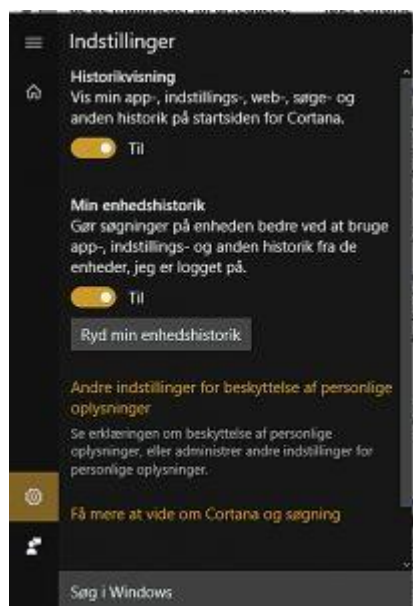 Indstillinger
Historikvisning
Vis min app-, indstillings-, web-, søge- og
anden historik på startsiden for Cortana.
Til
Min enhedshistorik
Gør søgninger på enheden bedre ved at bruge
app-, indstillings- og anden historik fra de
enheder, jeg er logget på.
Til
Ryd min enhedshistorik
Andre indstillinger for beskyttelse af personlige
oplysninger
Se erklæringen om beskyttelse af personlige
oplysninger, eller administrer andre indstillinger for
personlige oplysninger.
Få mere at vide om Cortana og søgning
Søg i Windows